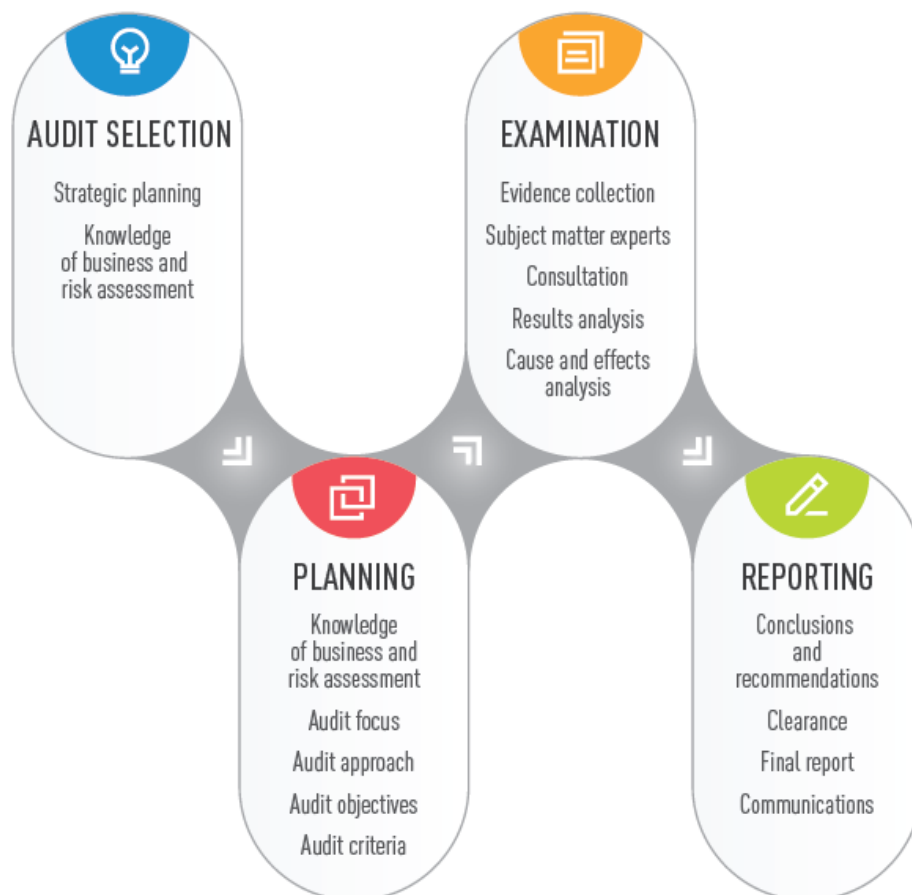 AUDIT SELECTION
Strategic planning
Knowledge
of business and
risk assessment
PLANNING
Knowledge
of business and
risk assessment
Audit focus
Audit approach
Audit objectives
Audit criteria
EXAMINATION
Evidence collection
Subject matter experts
Consultation
Results analysis
Cause and effects
analysis
REPORTING
Conclusions
and
recommendations
Clearance
Final report
Communications